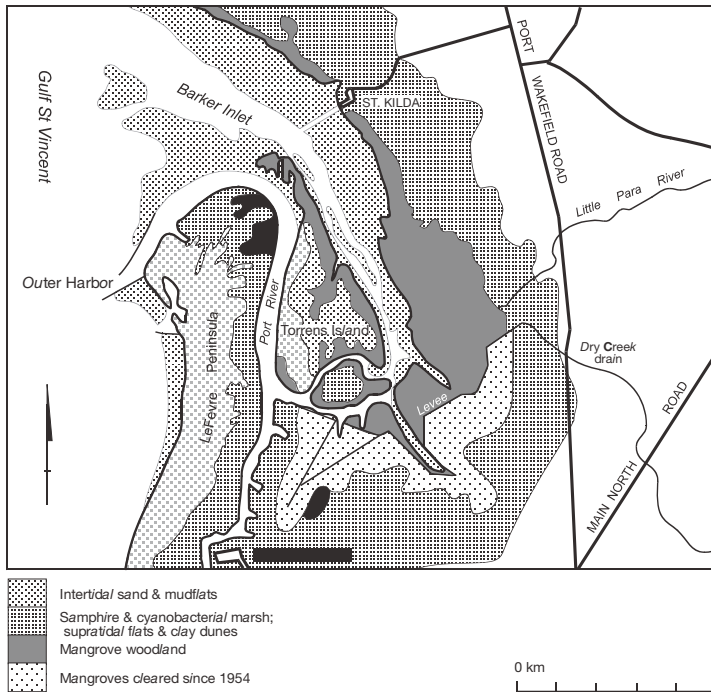 PORT
WAKEFIELD ROAD
Gulf St Vincent
Barker Inlet
ST. KILDA
Little Para River
Outer Harbor
Port River
Torrens Island
LeFevre Peninsula
Dry Creek
drain
Levee
MAIN NORTH ROAD
Intertidal sand & mudflats
Samphire & cyanobacterial marsh;
supratidal flats & clay dunes
Mangrove woodland
Mangroves cleared since 1954
0 km